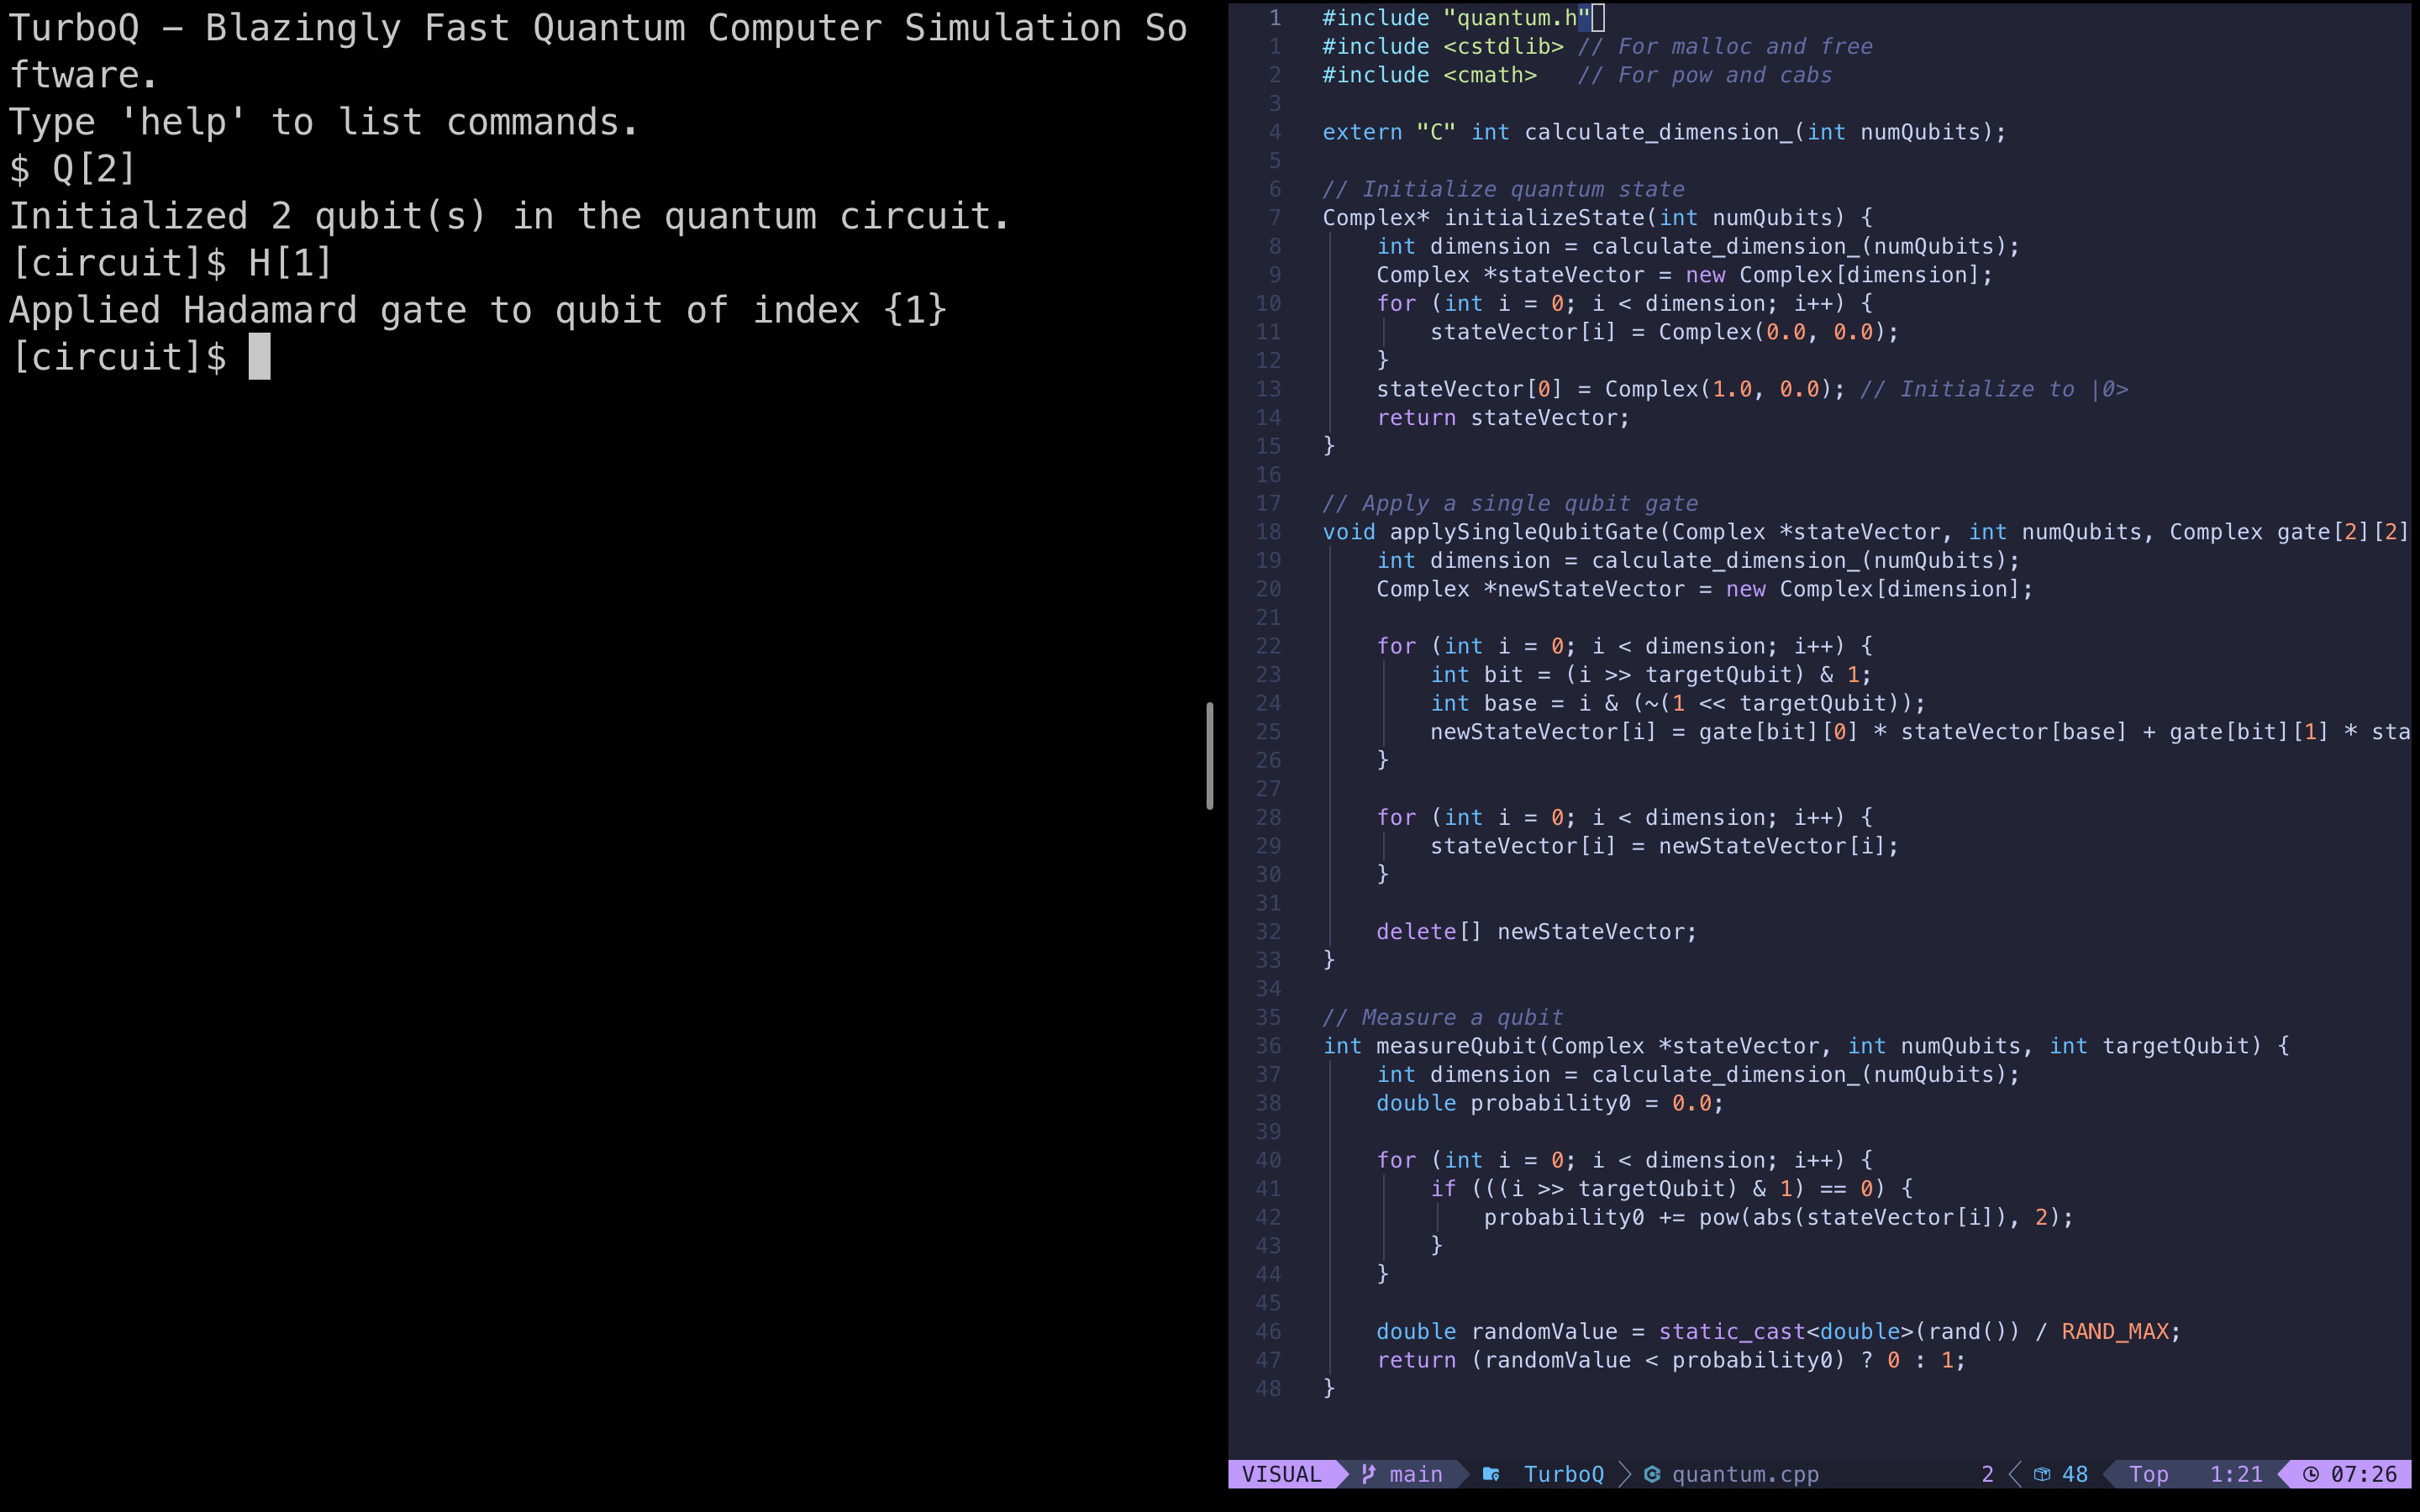 TurboQ – Blazingly Fast Quantum Computer Simulation So
ftware.
Type 'help' to list commands.
$ Q[2]
Initialized 2 qubit(s) in the quantum circuit.
[circuit]$ H[1]
Applied Hadamard gate to qubit of index {1}
[circuit]$
1 #include "quantum.h"
1 #include <cstdlib> // For malloc and free
2 #include <cmath>   // For pow and cabs
3
4 extern "C" int calculate_dimension_(int numQubits);
5
6 // Initialize quantum state
7 Complex* initializeState(int numQubits) {
8     int dimension = calculate_dimension_(numQubits);
9     Complex *stateVector = new Complex[dimension];
10     for (int i = 0; i < dimension; i++) {
11         stateVector[i] = Complex(0.0, 0.0);
12     }
13     stateVector[0] = Complex(1.0, 0.0); // Initialize to |0>
14     return stateVector;
15 }
16
17 // Apply a single qubit gate
18 void applySingleQubitGate(Complex *stateVector, int numQubits, Complex gate[2][2]
19     int dimension = calculate_dimension_(numQubits);
20     Complex *newStateVector = new Complex[dimension];
21
22     for (int i = 0; i < dimension; i++) {
23         int bit = (i >> targetQubit) & 1;
24         int base = i & (~(1 << targetQubit));
25         newStateVector[i] = gate[bit][0] * stateVector[base] + gate[bit][1] * sta
26     }
27
28     for (int i = 0; i < dimension; i++) {
29         stateVector[i] = newStateVector[i];
30     }
31
32     delete[] newStateVector;
33 }
34
35 // Measure a qubit
36 int measureQubit(Complex *stateVector, int numQubits, int targetQubit) {
37     int dimension = calculate_dimension_(numQubits);
38     double probability0 = 0.0;
39
40     for (int i = 0; i < dimension; i++) {
41         if (((i >> targetQubit) & 1) == 0) {
42             probability0 += pow(abs(stateVector[i]), 2);
43         }
44     }
45
46     double randomValue = static_cast<double>(rand()) / RAND_MAX;
47     return (randomValue < probability0) ? 0 : 1;
48 }
VISUAL main TurboQ quantum.cpp 2 48 Top 1:21 07:26